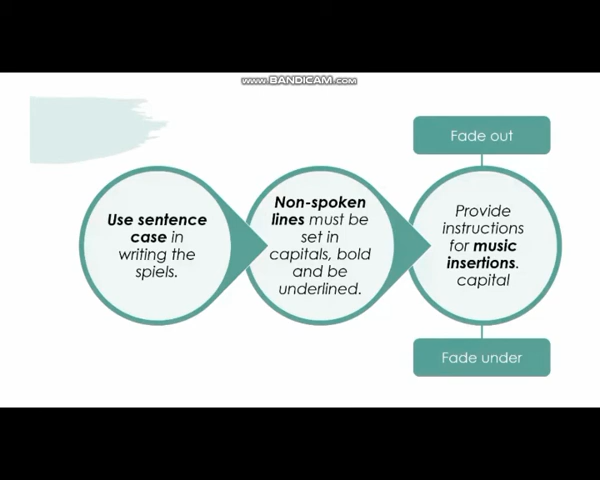 www.BANDICAM.com
Fade out
Use sentence
case in
writing the
spiels.
Non-spoken
lines must be
set in
capitals, bold
and be
underlined.
Provide
instructions
for music
insertions.
capital
Fade under